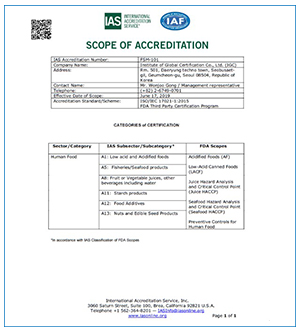 IAS INTERNATIONAL
ACCREDITATION
SERVICE
IAF
SCOPE OF ACCREDITATION
IAS Accreditation Number: FSM-101
Company Name: Institute of Global Certification Co., Ltd. (IGC)
Address: Rm. 501, Daeryung techno town, Seobusaet-
gil, Geumcheon-gu, Seoul 08504, Republic of
Korea
Contact Name: Mr. Wonjoo Gong / Management representative
Telephone: (+82) 2-6749-0701
Effective Date of Scope: June 17, 2019
Accreditation Standard/Scheme: ISO/IEC 17021-1:2015
FDA Third Party Certification Program
CATEGORIES of CERTIFICATION
Sector/Category IAS Subsector/Subcategory* FDA Scopes
Human Food A1: Low acid and Acidified foods Acidified Foods (AF)
A5: Fisheries/Seafood products Low-Acid Canned Foods
(LACF)
A8: Fruit or Vegetable juices, other
beverages including water Juice Hazard Analysis
and Critical Control Point
(Juice HACCP)
A11: Starch products
Seafood Hazard Analysis
and Critical Control Point
(Seafood HACCP)
A12: Food Additives
A13: Nuts and Edible Seed Products
Preventive Controls for
Human Food
*In accordance with IAS Classification of FDA Scopes
International Accreditation Service, Inc.
3060 Saturn Street, Suite 100, Brea, California 92821 U.S.A.
Telephone +1 562-364-8201 — IASinfo@iasonline.org
www.iasonline.org Page 1 of 1